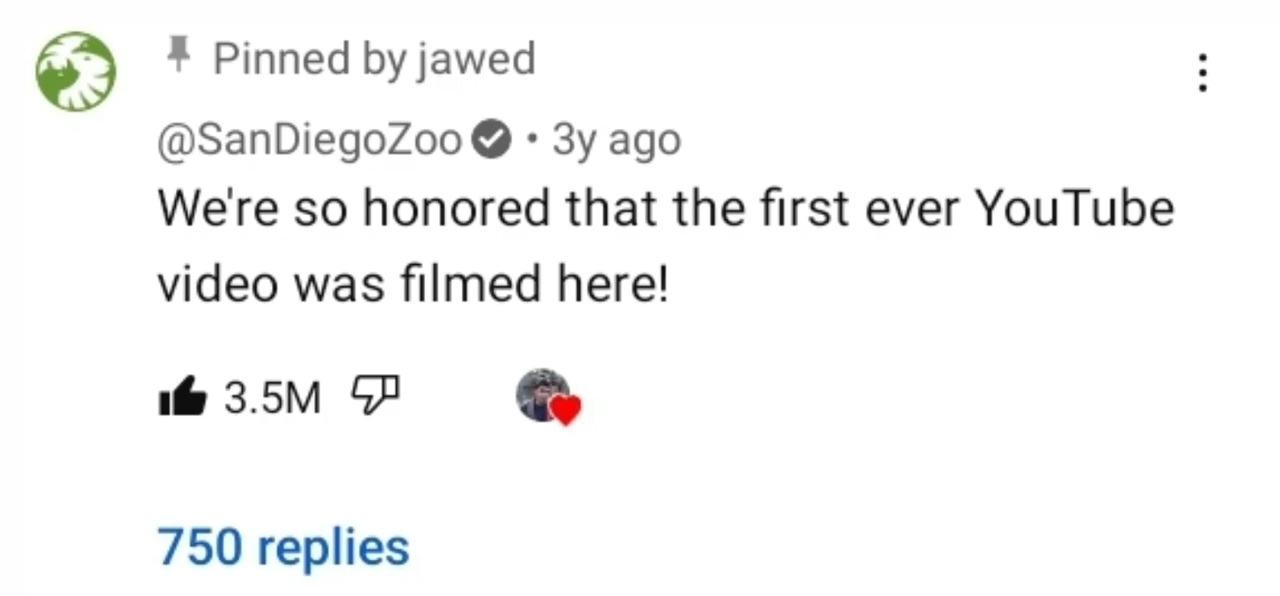 Pinned by jawed
@SanDiegoZoo • 3y ago
We're so honored that the first ever YouTube
video was filmed here!
3.5M
750 replies